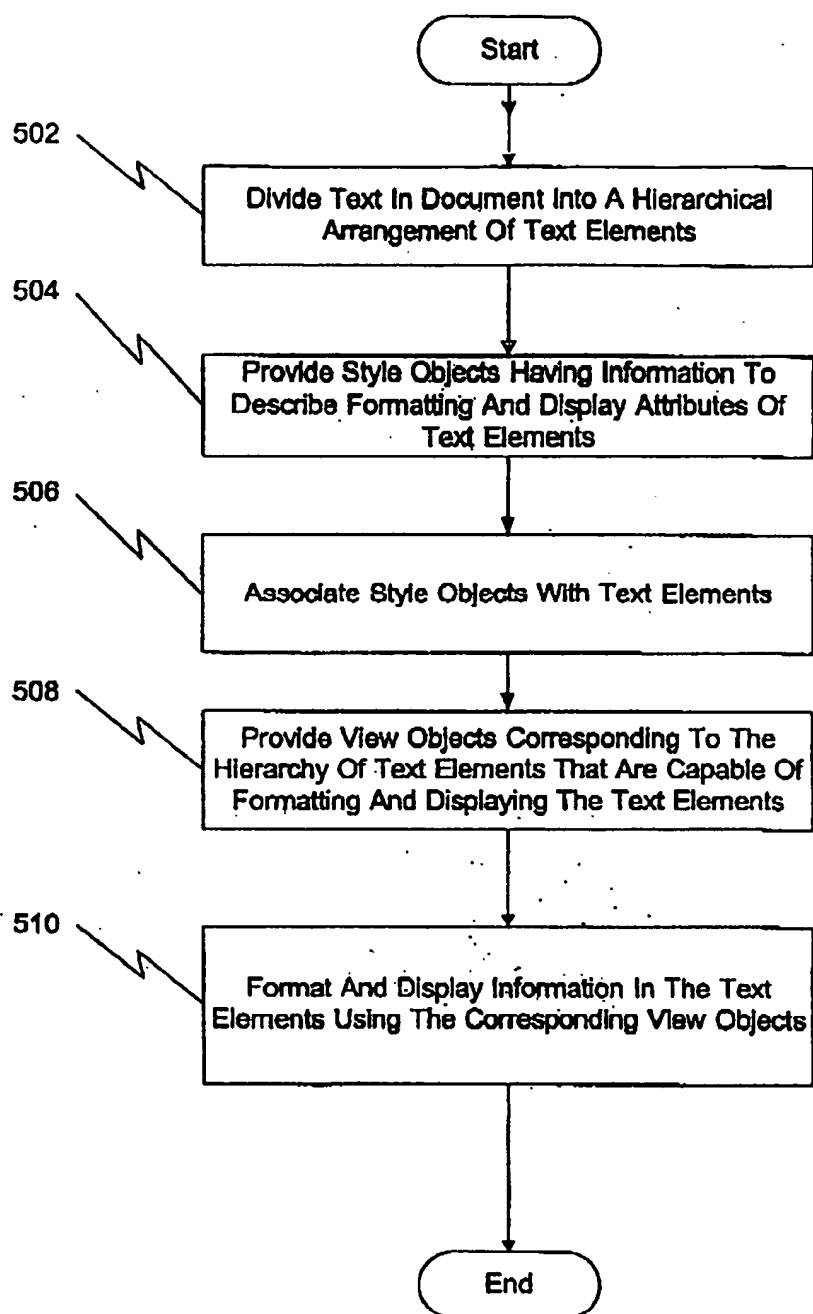 Start
502
Divide Text In Document Into A Hierarchical
Arrangement Of Text Elements
504
Provide Style Objects Having Information To
Describe Formatting And Display Attributes Of
Text Elements
506
Associate Style Objects With Text Elements
508
Provide View Objects Corresponding To The
Hierarchy Of Text Elements That Are Capable Of
Formatting And Displaying The Text Elements
510
Format And Display Information In The Text
Elements Using The Corresponding View Objects
End